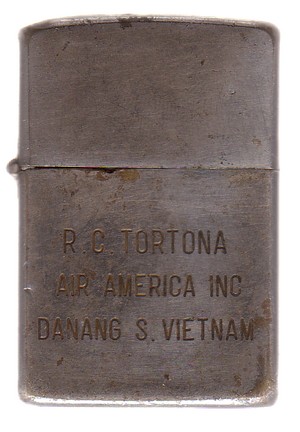 R.C. TORTONA
AIR AMERICA INC
DANANG S. VIETNAM